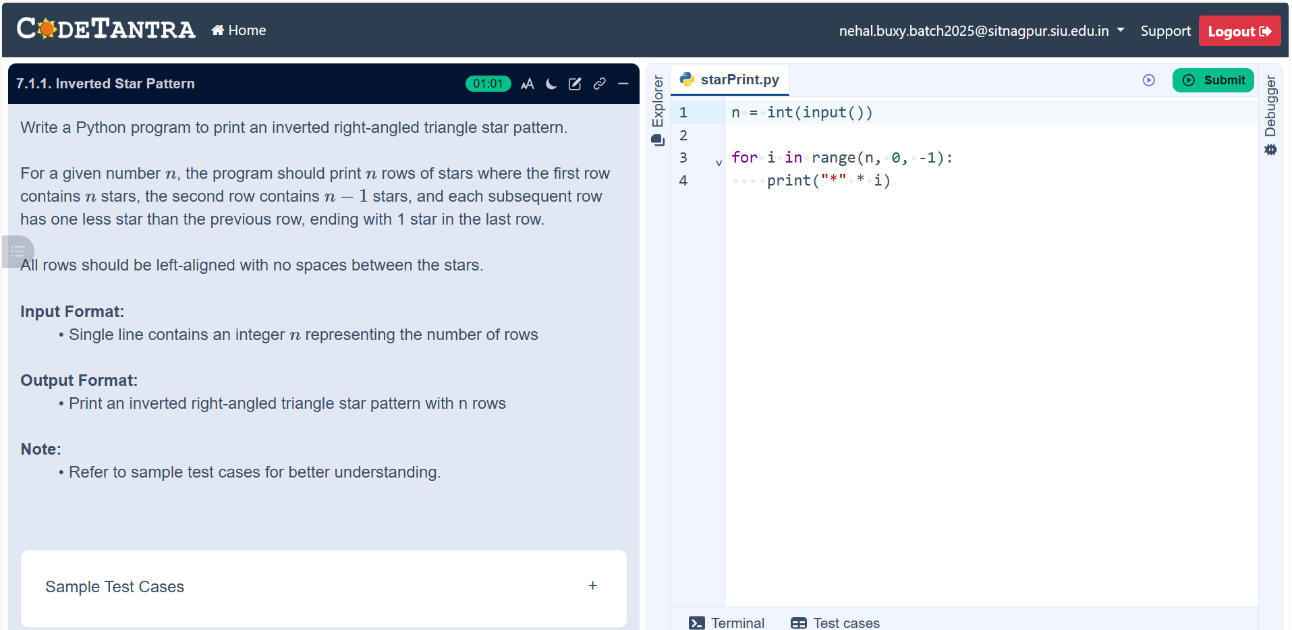 CODETANTRA Home nehal.buxy.batch2025@sitnagpur.siu.edu.in Support Logout
7.1.1. Inverted Star Pattern 01:01 AA
Write a Python program to print an inverted right-angled triangle star pattern.
For a given number n, the program should print n rows of stars where the first row
contains n stars, the second row contains n − 1 stars, and each subsequent row
has one less star than the previous row, ending with 1 star in the last row.
All rows should be left-aligned with no spaces between the stars.
Input Format:
• Single line contains an integer n representing the number of rows
Output Format:
• Print an inverted right-angled triangle star pattern with n rows
Note:
• Refer to sample test cases for better understanding.
Sample Test Cases +
Explorer
starPrint.py Submit
1 n = int(input())
2
3 for i in range(n, 0, -1):
4 print("*" * i)
Debugger
Terminal Test cases